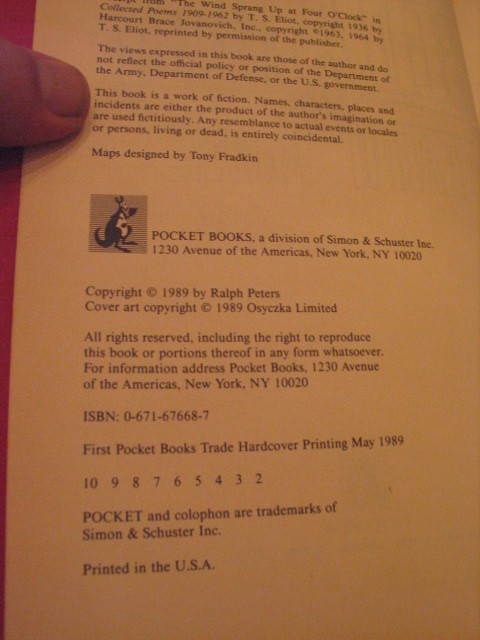 from "The Wind Sprang Up at Four O'Clock" in
Collected Poems 1909-1962 by T. S. Eliot, copyright 1936 by
Harcourt Brace Jovanovich, Inc., copyright ©1963, 1964 by
T. S. Eliot, reprinted by permission of the publisher.
The views expressed in this book are those of the author and do
not reflect the official policy or position of the Department of
the Army, Department of Defense, or the U.S. government.
This book is a work of fiction. Names, characters, places and
incidents are either the product of the author's imagination or
are used fictitiously. Any resemblance to actual events or locales
or persons, living or dead, is entirely coincidental.
Maps designed by Tony Fradkin
POCKET BOOKS, a division of Simon & Schuster Inc.
1230 Avenue of the Americas, New York, NY 10020
Copyright © 1989 by Ralph Peters
Cover art copyright © 1989 Osyczka Limited
All rights reserved, including the right to reproduce
this book or portions thereof in any form whatsoever.
For information address Pocket Books, 1230 Avenue
of the Americas, New York, NY 10020
ISBN: 0-671-67668-7
First Pocket Books Trade Hardcover Printing May 1989
10 9 8 7 6 5 4 3 2
POCKET and colophon are trademarks of
Simon & Schuster Inc.
Printed in the U.S.A.